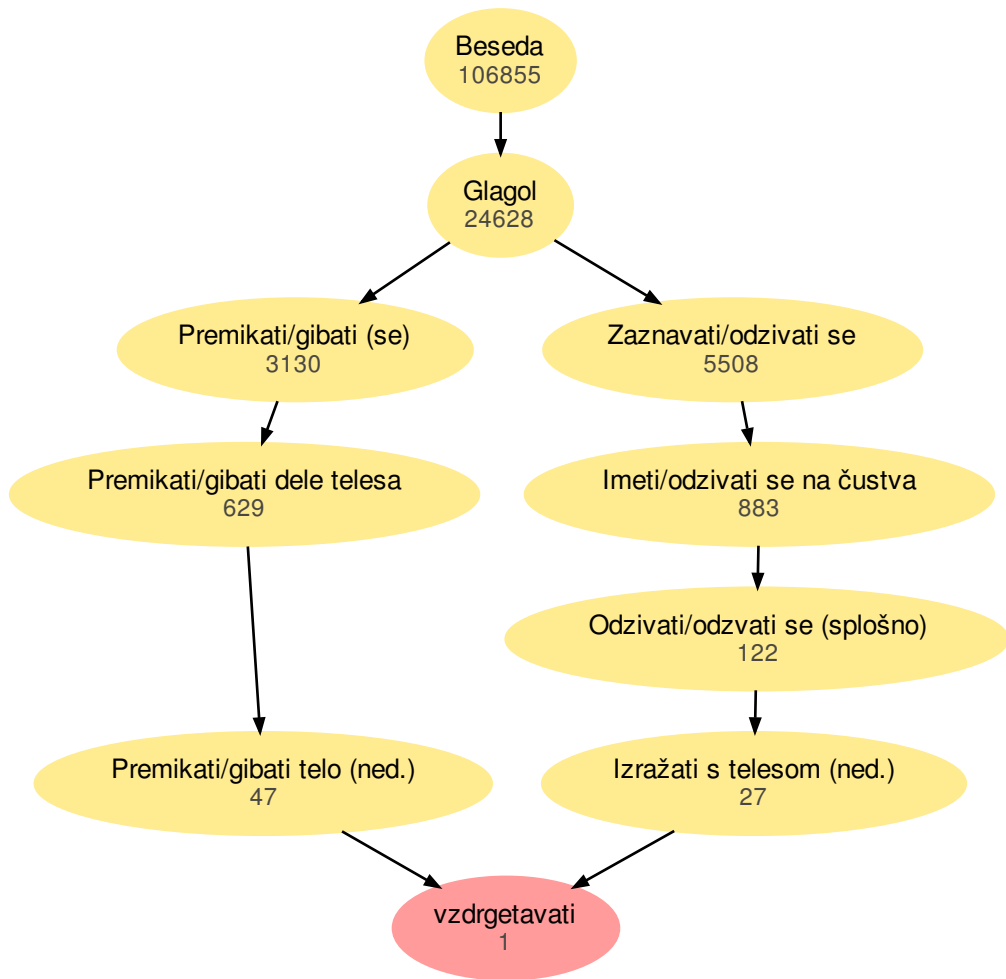 Beseda
106855
Glagol
24628
Premikati/gibati (se)
3130
Zaznavati/odzivati se
5508
Premikati/gibati dele telesa
629
Imeti/odzivati se na čustva
883
Odzivati/odzvati se (splošno)
122
Premikati/gibati telo (ned.)
47
Izražati s telesom (ned.)
27
vzdrgetavati
1